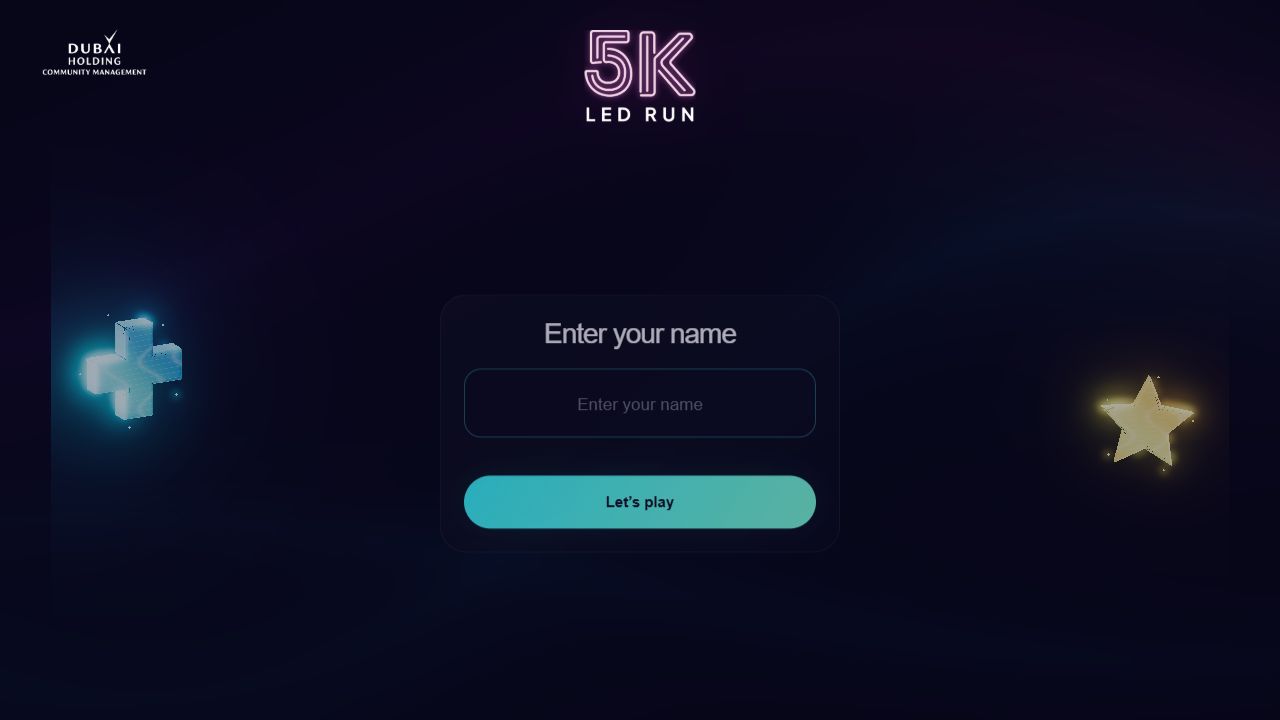 DUBAI
HOLDING
COMMUNITY MANAGEMENT
5K
LED RUN
Enter your name
Enter your name
Let's play